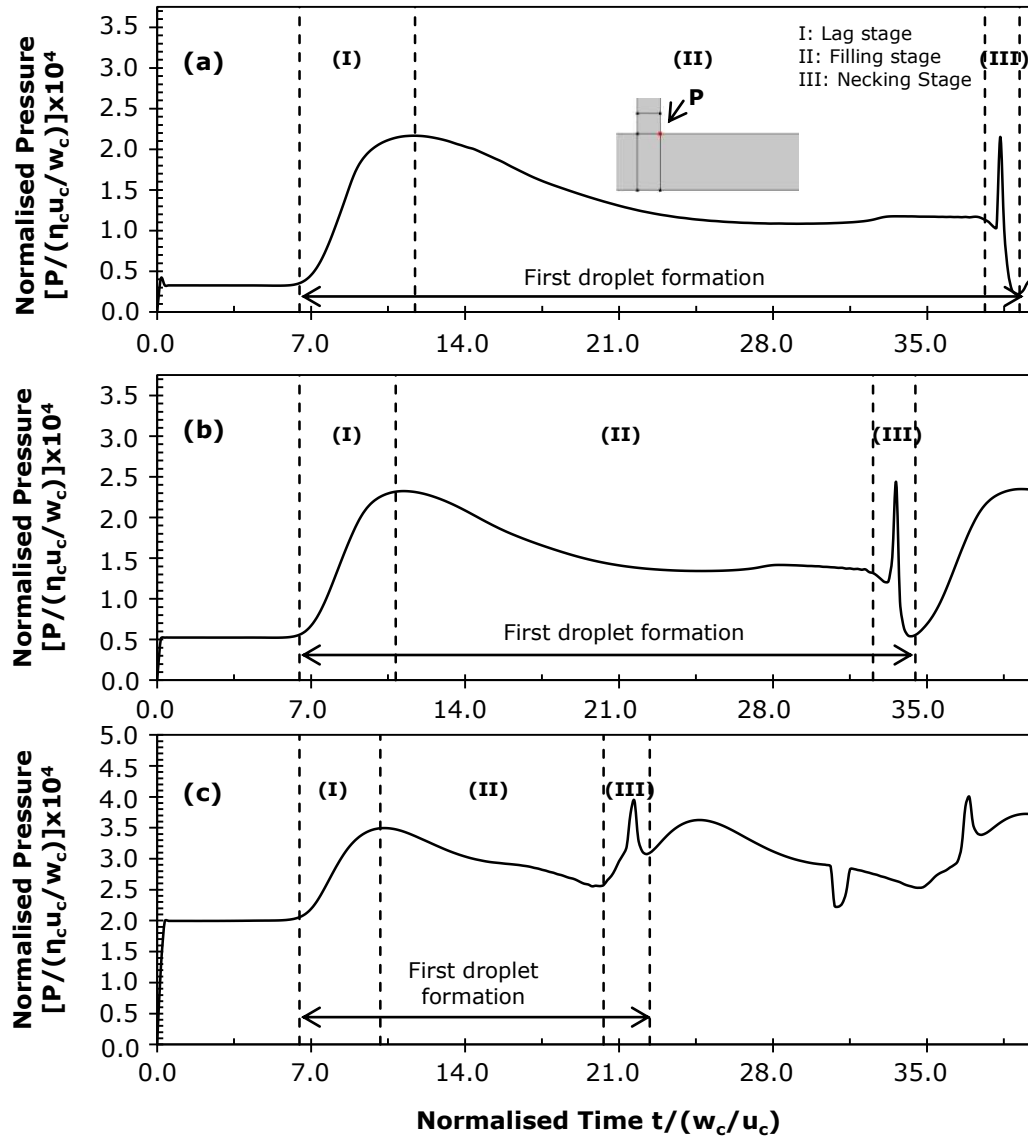 Normalised Pressure
[P/(ηcuc/wc)]x10⁴
3.5
3.0
2.5
2.0
1.5
1.0
0.5
0.0
(a)
(I)
(II)
(III)
I: Lag stage
II: Filling stage
III: Necking Stage
P
First droplet formation
0.0 7.0 14.0 21.0 28.0 35.0
Normalised Pressure
[P/(ηcuc/wc)]x10⁴
3.5
3.0
2.5
2.0
1.5
1.0
0.5
0.0
(b)
(I)
(II)
(III)
First droplet formation
0.0 7.0 14.0 21.0 28.0 35.0
Normalised Pressure
[P/(ηcuc/wc)]x10⁴
5.0
4.5
4.0
3.5
3.0
2.5
2.0
1.5
1.0
0.5
0.0
(c)
(I)
(II)
(III)
First droplet
formation
0.0 7.0 14.0 21.0 28.0 35.0
Normalised Time t/(wc/uc)